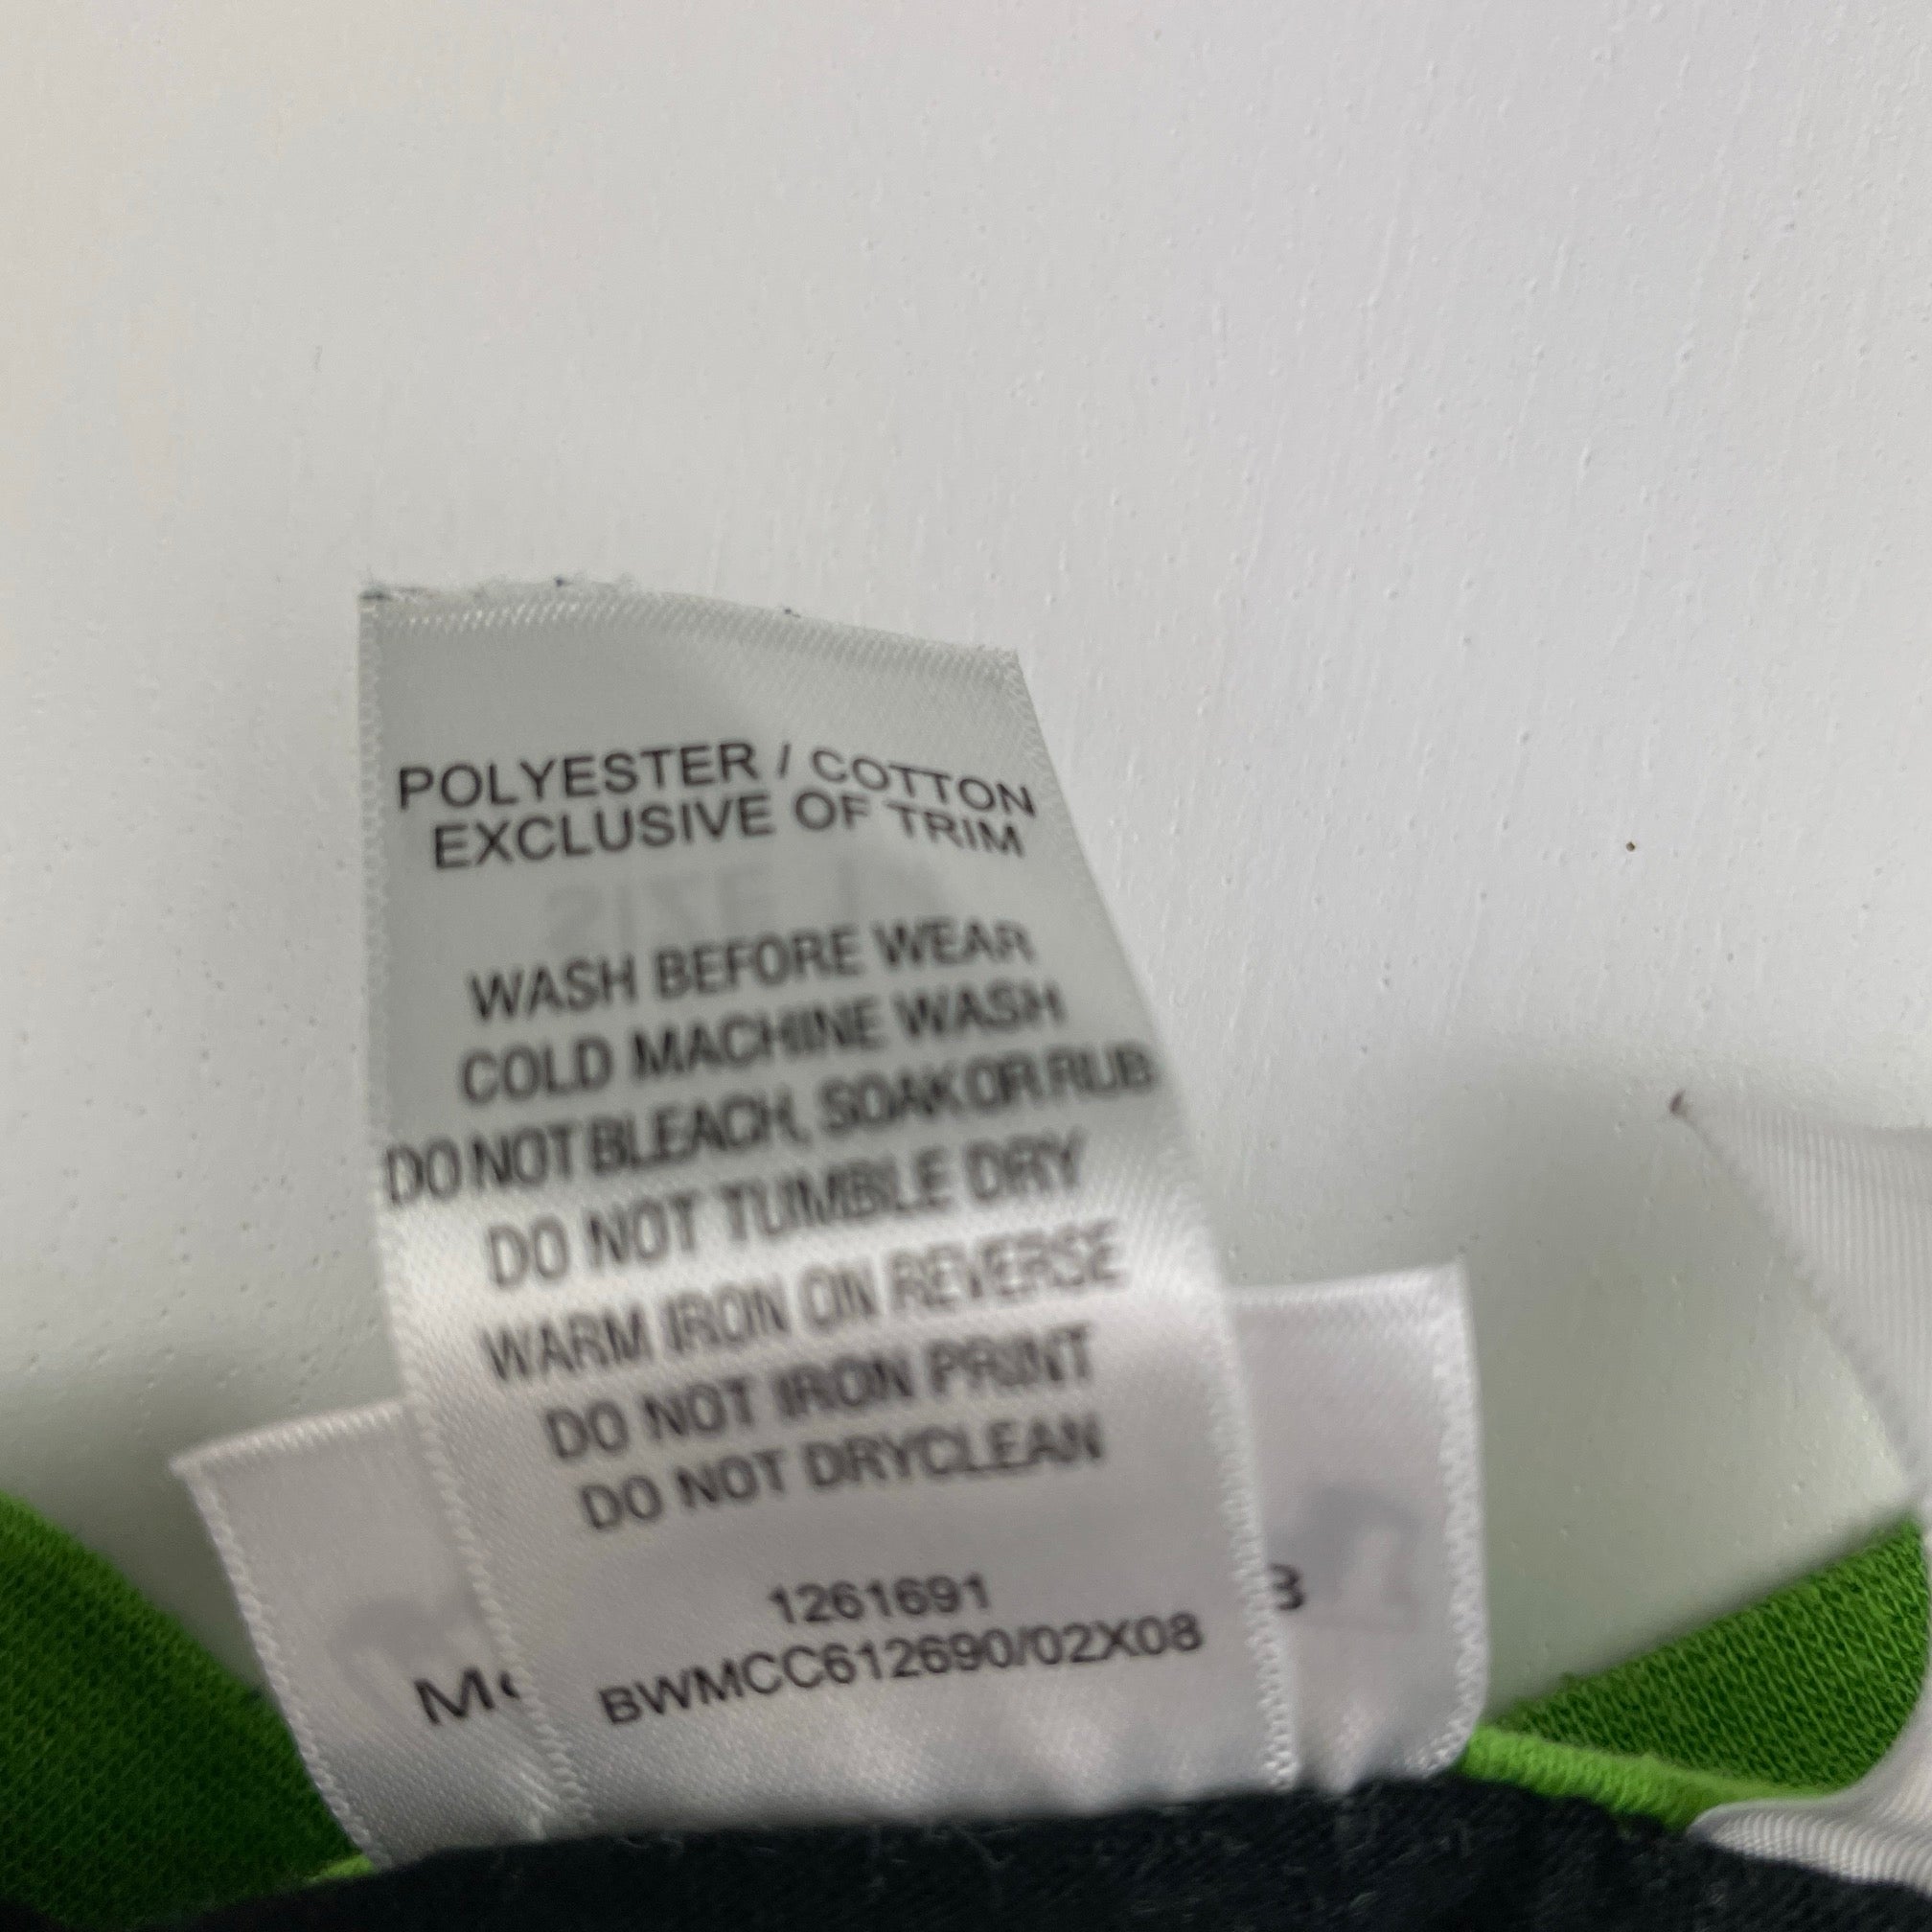 POLYESTER / COTTON
EXCLUSIVE OF TRIM
WASH BEFORE WEAR
COLD MACHINE WASH
DO NOT BLEACH, SOAK OR RUB
DO NOT TUMBLE DRY
WARM IRON ON REVERSE
DO NOT IRON PRINT
DO NOT DRYCLEAN
1261691
BWMCC612690/02X08